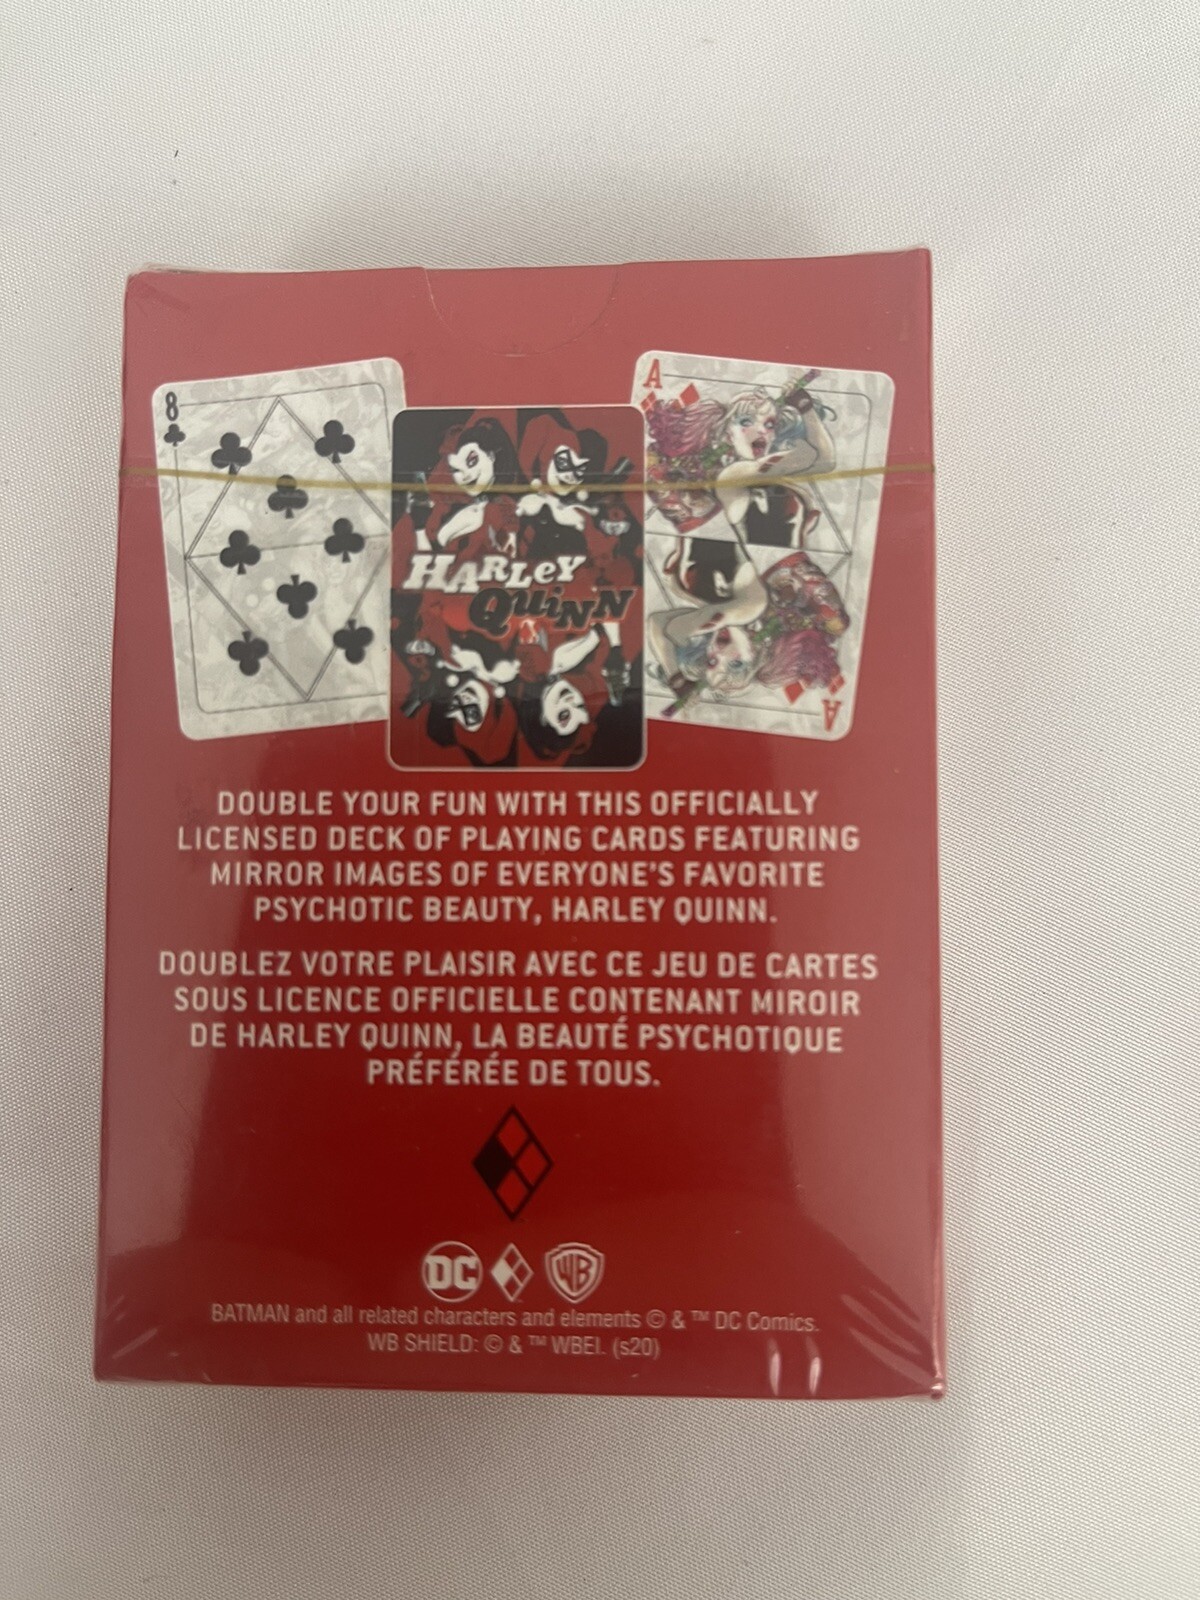 8
A
HARLEY
QUINN
A
DOUBLE YOUR FUN WITH THIS OFFICIALLY
LICENSED DECK OF PLAYING CARDS FEATURING
MIRROR IMAGES OF EVERYONE'S FAVORITE
PSYCHOTIC BEAUTY, HARLEY QUINN.
DOUBLEZ VOTRE PLAISIR AVEC CE JEU DE CARTES
SOUS LICENCE OFFICIELLE CONTENANT MIROIR
DE HARLEY QUINN, LA BEAUTÉ PSYCHOTIQUE
PRÉFÉRÉE DE TOUS.
DC WB
BATMAN and all related characters and elements © & ™ DC Comics.
WB SHIELD: © & ™ WBEI. (s20)